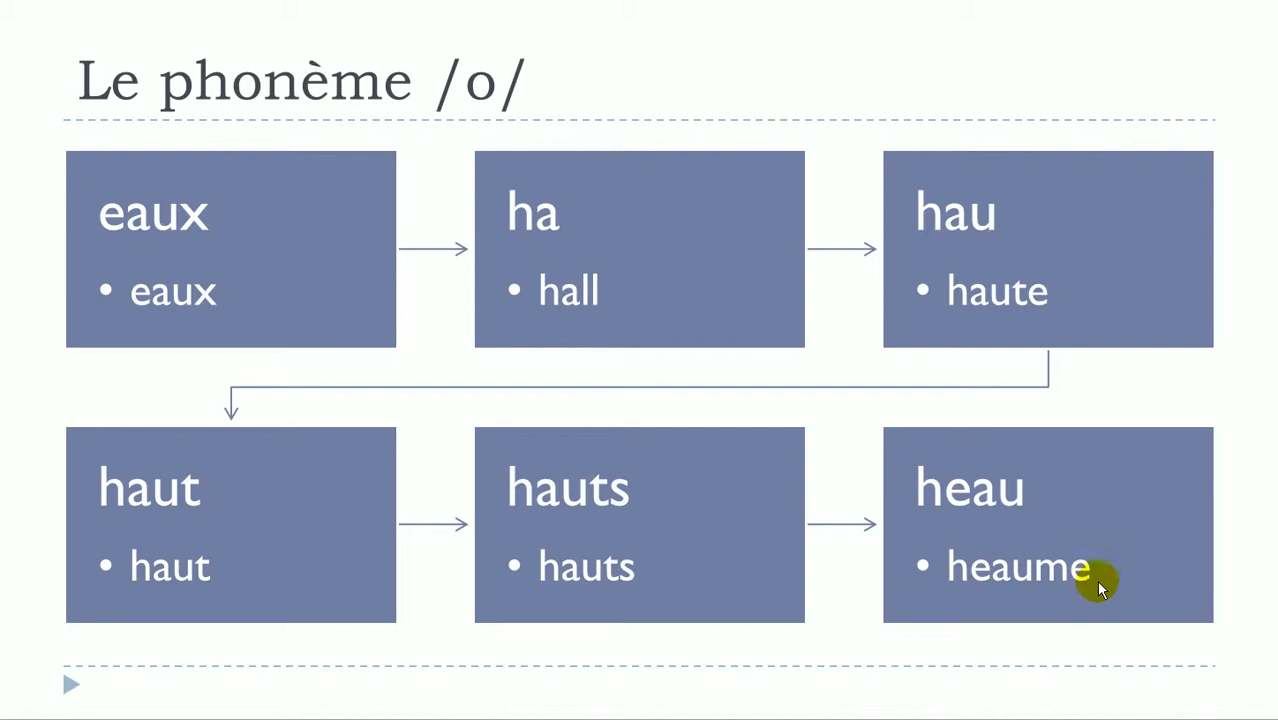 Le phonème /o/
eaux
• eaux
ha
• hall
hau
• haute
haut
• haut
hauts
• hauts
heau
• heaume